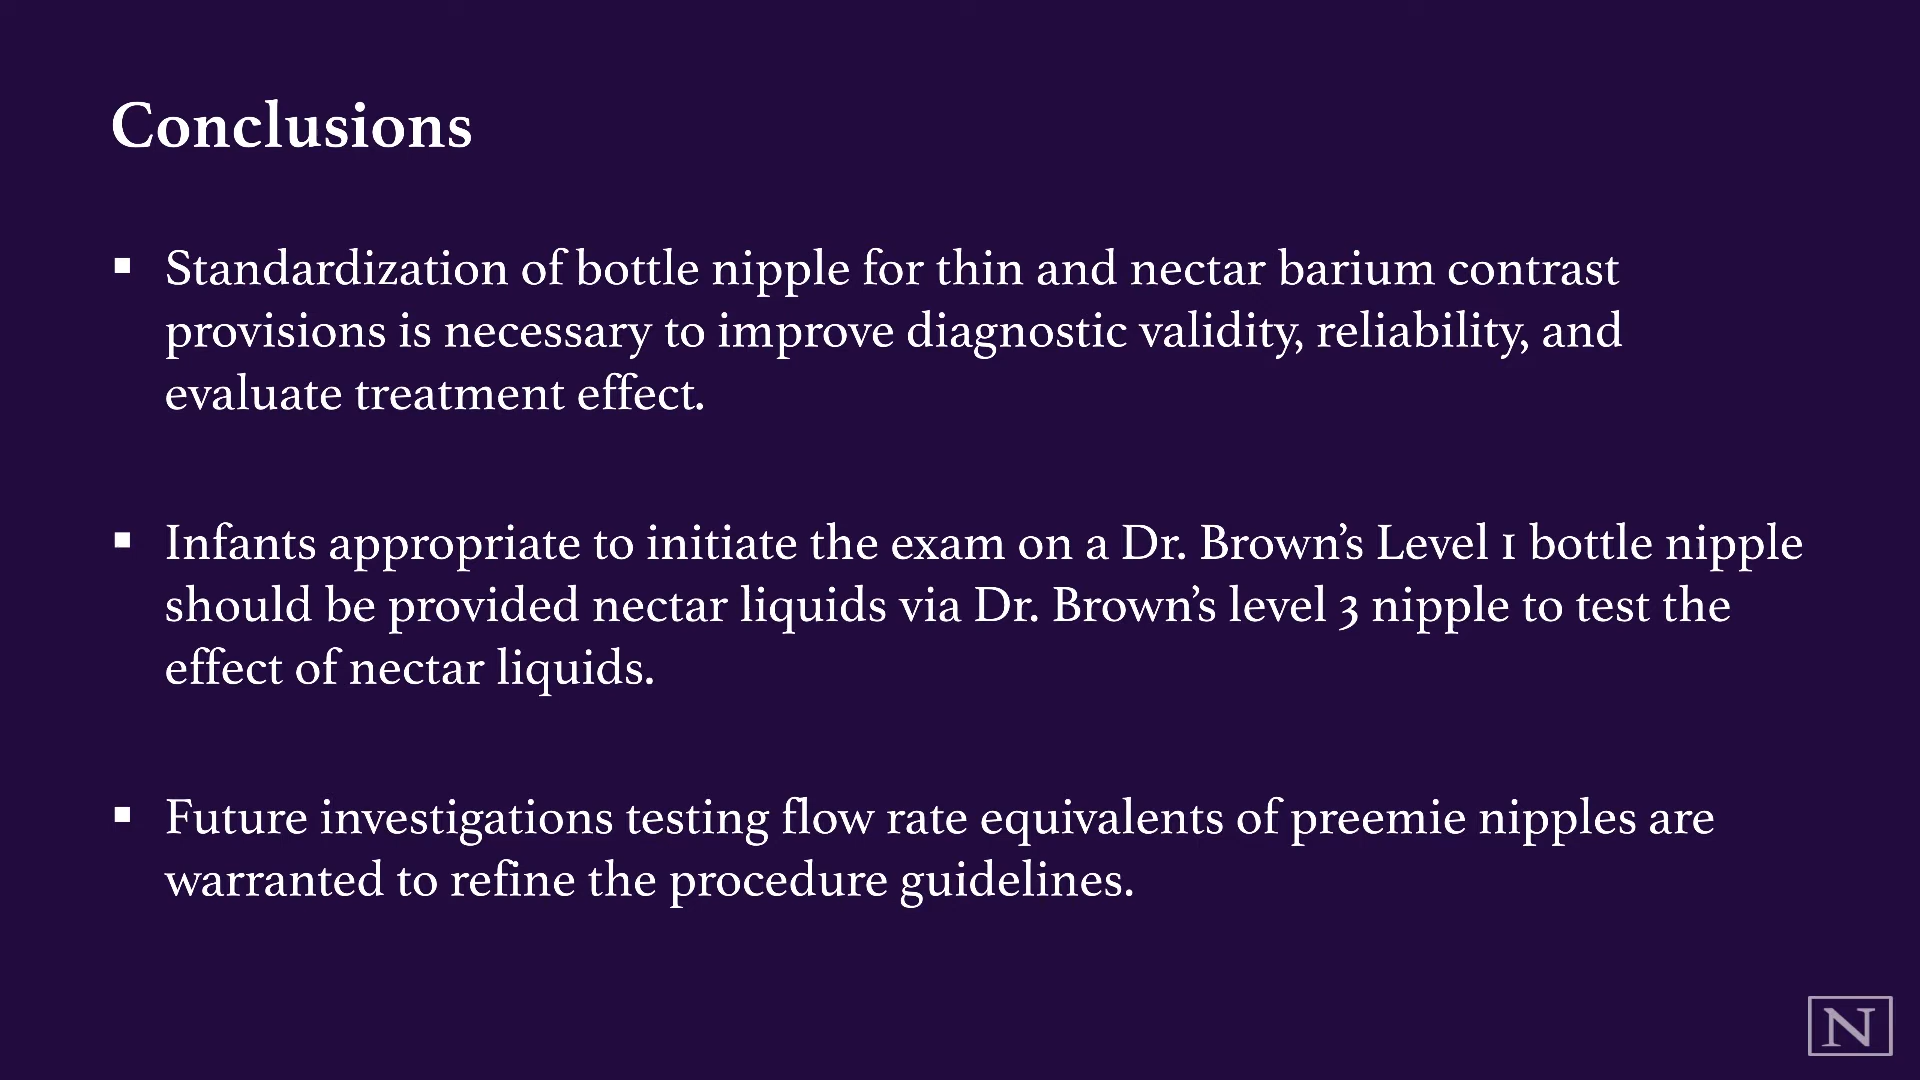 Conclusions
▪ Standardization of bottle nipple for thin and nectar barium contrast
provisions is necessary to improve diagnostic validity, reliability, and
evaluate treatment effect.
▪ Infants appropriate to initiate the exam on a Dr. Brown’s Level 1 bottle nipple
should be provided nectar liquids via Dr. Brown’s level 3 nipple to test the
effect of nectar liquids.
▪ Future investigations testing flow rate equivalents of preemie nipples are
warranted to refine the procedure guidelines.
N